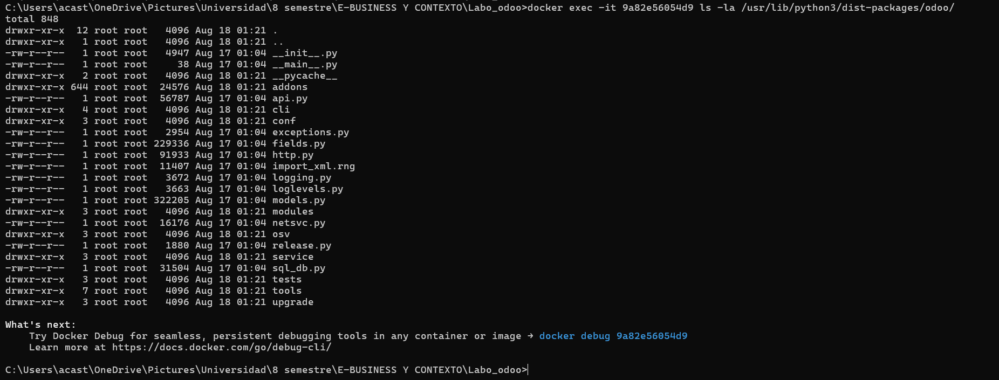 C:\Users\acast\OneDrive\Pictures\Universidad\8 semestre\E-BUSINESS Y CONTEXTO\Labo_odoo>docker exec -it 9a82e56054d9 ls -la /usr/lib/python3/dist-packages/odoo/
total 848
drwxr-xr-x  12 root root   4096 Aug 18 01:21 .
drwxr-xr-x   1 root root   4096 Aug 18 01:21 ..
-rw-r--r--   1 root root   4947 Aug 17 01:04 __init__.py
-rw-r--r--   1 root root     38 Aug 17 01:04 __main__.py
drwxr-xr-x   2 root root   4096 Aug 18 01:21 __pycache__
drwxr-xr-x 644 root root  24576 Aug 18 01:21 addons
-rw-r--r--   1 root root  56787 Aug 17 01:04 api.py
drwxr-xr-x   4 root root   4096 Aug 18 01:21 cli
drwxr-xr-x   3 root root   4096 Aug 18 01:21 conf
-rw-r--r--   1 root root   2954 Aug 17 01:04 exceptions.py
-rw-r--r--   1 root root 229336 Aug 17 01:04 fields.py
-rw-r--r--   1 root root  91933 Aug 17 01:04 http.py
-rw-r--r--   1 root root  11407 Aug 17 01:04 import_xml.rng
-rw-r--r--   1 root root   3672 Aug 17 01:04 logging.py
-rw-r--r--   1 root root   3663 Aug 17 01:04 loglevels.py
-rw-r--r--   1 root root 322205 Aug 17 01:04 models.py
drwxr-xr-x   3 root root   4096 Aug 18 01:21 modules
-rw-r--r--   1 root root  16176 Aug 17 01:04 netsvc.py
drwxr-xr-x   3 root root   4096 Aug 18 01:21 osv
-rw-r--r--   1 root root   1880 Aug 17 01:04 release.py
drwxr-xr-x   3 root root   4096 Aug 18 01:21 service
-rw-r--r--   1 root root  31504 Aug 17 01:04 sql_db.py
drwxr-xr-x   3 root root   4096 Aug 18 01:21 tests
drwxr-xr-x   7 root root   4096 Aug 18 01:21 tools
drwxr-xr-x   3 root root   4096 Aug 18 01:21 upgrade
What's next:
    Try Docker Debug for seamless, persistent debugging tools in any container or image → docker debug 9a82e56054d9
    Learn more at https://docs.docker.com/go/debug-cli/
C:\Users\acast\OneDrive\Pictures\Universidad\8 semestre\E-BUSINESS Y CONTEXTO\Labo_odoo>